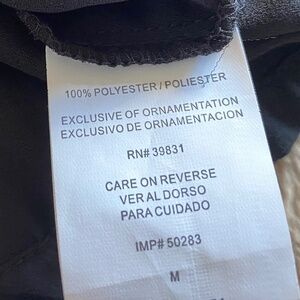 100% POLYESTER / POLIESTER
EXCLUSIVE OF ORNAMENTATION
EXCLUSIVO DE ORNAMENTACION
RN# 39831
CARE ON REVERSE
VER AL DORSO
PARA CUIDADO
IMP# 50283
M